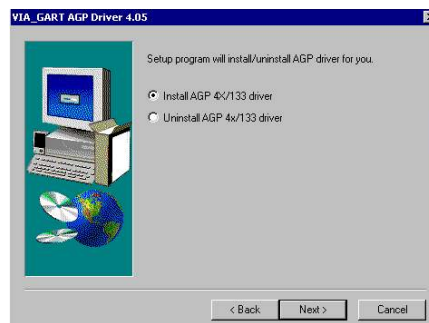 VIA_GART AGP Driver 4.05
Setup program will install/uninstall AGP driver for you.
Install AGP 4X/133 driver
Uninstall AGP 4x/133 driver
< Back
Next >
Cancel